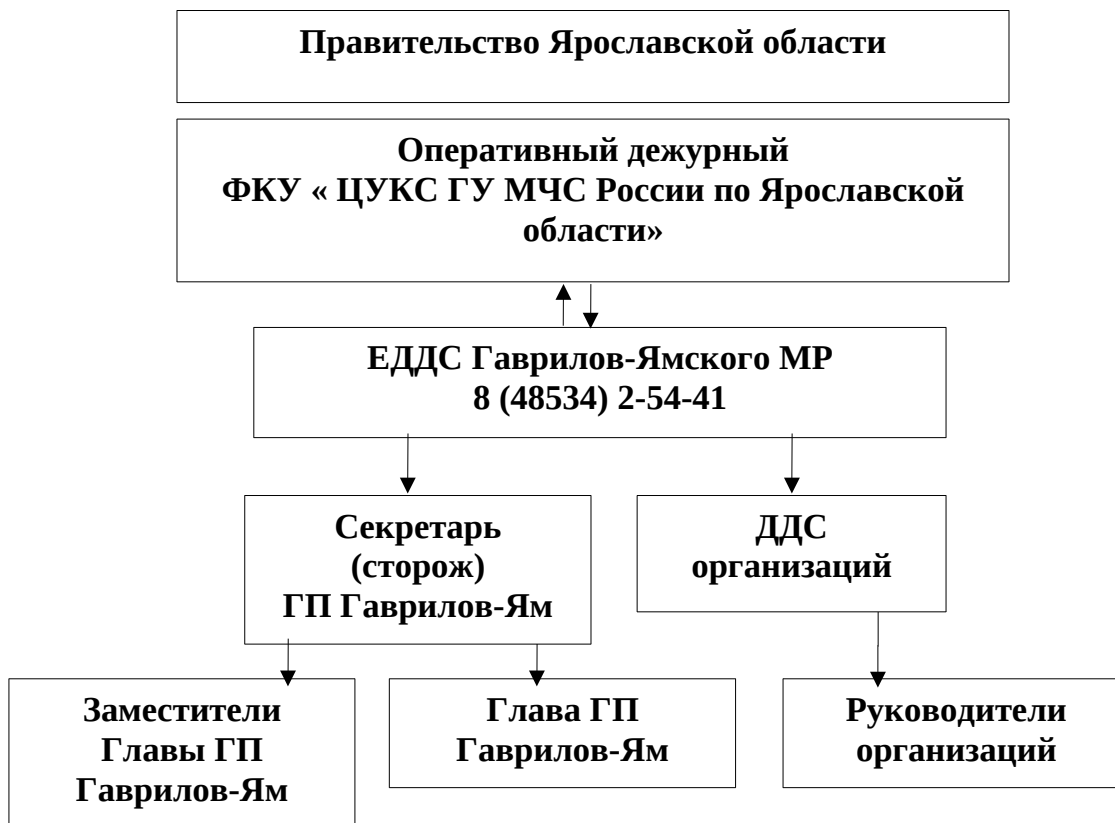 Правительство Ярославской области
Оперативный дежурный
ФКУ « ЦУКС ГУ МЧС России по Ярославской
области»
ЕДДС Гаврилов-Ямского МР
8 (48534) 2-54-41
Секретарь
(сторож)
ГП Гаврилов-Ям
ДДС
организаций
Заместители
Главы ГП
Гаврилов-Ям
Глава ГП
Гаврилов-Ям
Руководители
организаций